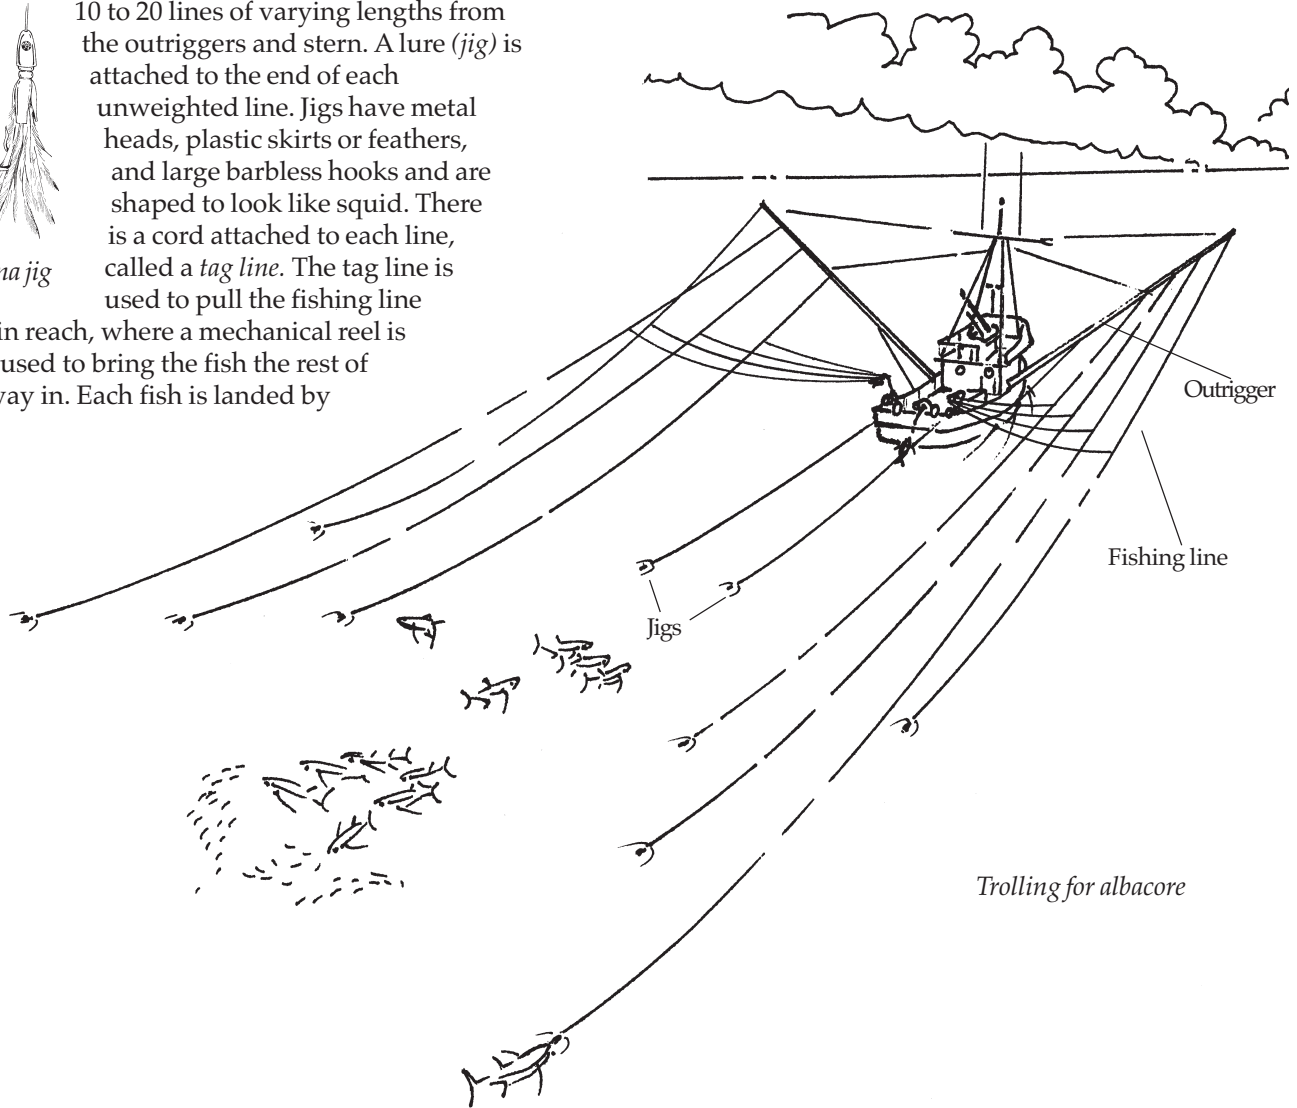 10 to 20 lines of varying lengths from
the outriggers and stern. A lure (jig) is
attached to the end of each
unweighted line. Jigs have metal
heads, plastic skirts or feathers,
and large barbless hooks and are
shaped to look like squid. There
is a cord attached to each line,
called a tag line. The tag line is
used to pull the fishing line
in reach, where a mechanical reel is
used to bring the fish the rest of
way in. Each fish is landed by
na jig
Outrigger
Fishing line
Jigs
Trolling for albacore